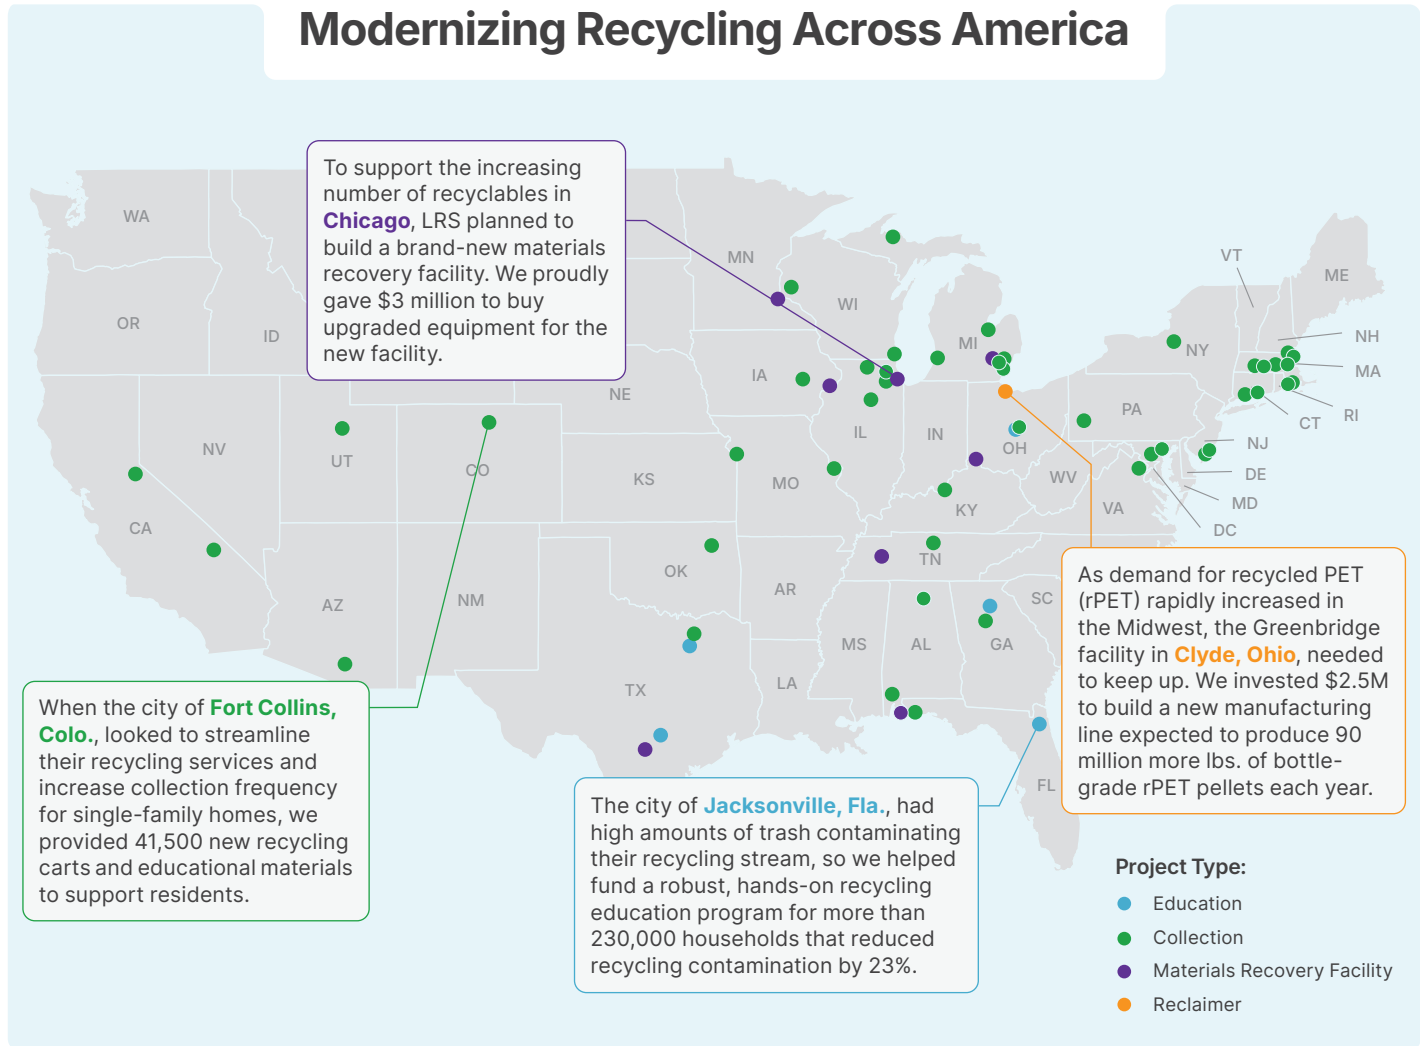 Modernizing Recycling Across America
To support the increasing
number of recyclables in
Chicago, LRS planned to
build a brand-new materials
recovery facility. We proudly
gave $3 million to buy
upgraded equipment for the
new facility.
WA
OR
ID
NV
UT
CA
AZ
CO
NM
NE
KS
OK
TX
MN
IA
MO
AR
LA
WI
IL
MS
MI
IN
KY
TN
AL
OH
WV
GA
SC
FL
VA
PA
NY
VT
ME
NH
MA
RI
CT
NJ
DE
MD
DC
When the city of Fort Collins,
Colo., looked to streamline
their recycling services and
increase collection frequency
for single-family homes, we
provided 41,500 new recycling
carts and educational materials
to support residents.
The city of Jacksonville, Fla., had
high amounts of trash contaminating
their recycling stream, so we helped
fund a robust, hands-on recycling
education program for more than
230,000 households that reduced
recycling contamination by 23%.
As demand for recycled PET
(rPET) rapidly increased in
the Midwest, the Greenbridge
facility in Clyde, Ohio, needed
to keep up. We invested $2.5M
to build a new manufacturing
line expected to produce 90
million more lbs. of bottle-
grade rPET pellets each year.
Project Type:
Education
Collection
Materials Recovery Facility
Reclaimer